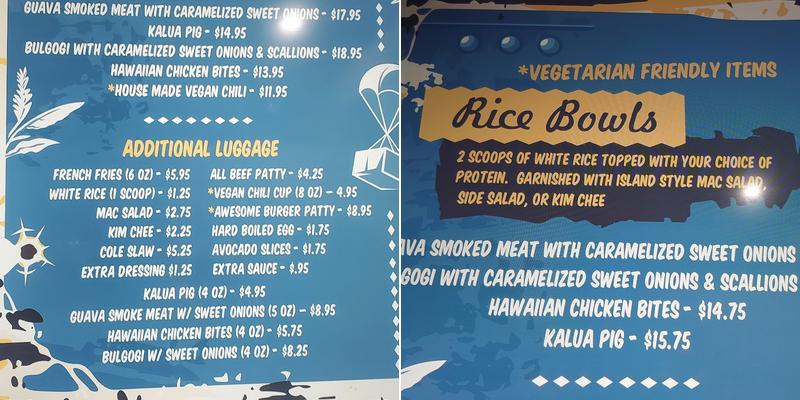 GUAVA SMOKED MEAT WITH CARAMELIZED SWEET ONIONS - $17.95
KALUA PIG - $14.95
BULGOGI WITH CARAMELIZED SWEET ONIONS & SCALLIONS - $18.95
HAWAIIAN CHICKEN BITES - $13.95
*HOUSE MADE VEGAN CHILI - $11.95
ADDITIONAL LUGGAGE
FRENCH FRIES (6 OZ) - $5.95
WHITE RICE (1 SCOOP) - $1.25
MAC SALAD - $2.75
KIM CHEE - $2.25
COLE SLAW - $5.25
EXTRA DRESSING $1.25
ALL BEEF PATTY - $4.25
*VEGAN CHILI CUP (8 OZ) - 4.95
*AWESOME BURGER PATTY - $8.95
HARD BOILED EGG - $1.75
AVOCADO SLICES - $1.75
EXTRA SAUCE - $.95
KALUA PIG (4 OZ) - $4.95
GUAVA SMOKE MEAT W/ SWEET ONIONS (5 OZ) - $8.95
HAWAIIAN CHICKEN BITES (4 OZ) - $5.75
BULGOGI W/ SWEET ONIONS (4 OZ) - $8.25
*VEGETARIAN FRIENDLY ITEMS
Rice Bowls
2 SCOOPS OF WHITE RICE TOPPED WITH YOUR CHOICE OF
PROTEIN. GARNISHED WITH ISLAND STYLE MAC SALAD,
SIDE SALAD, OR KIM CHEE
AVA SMOKED MEAT WITH CARAMELIZED SWEET ONIONS
GOGI WITH CARAMELIZED SWEET ONIONS & SCALLIONS
HAWAIIAN CHICKEN BITES - $14.75
KALUA PIG - $15.75